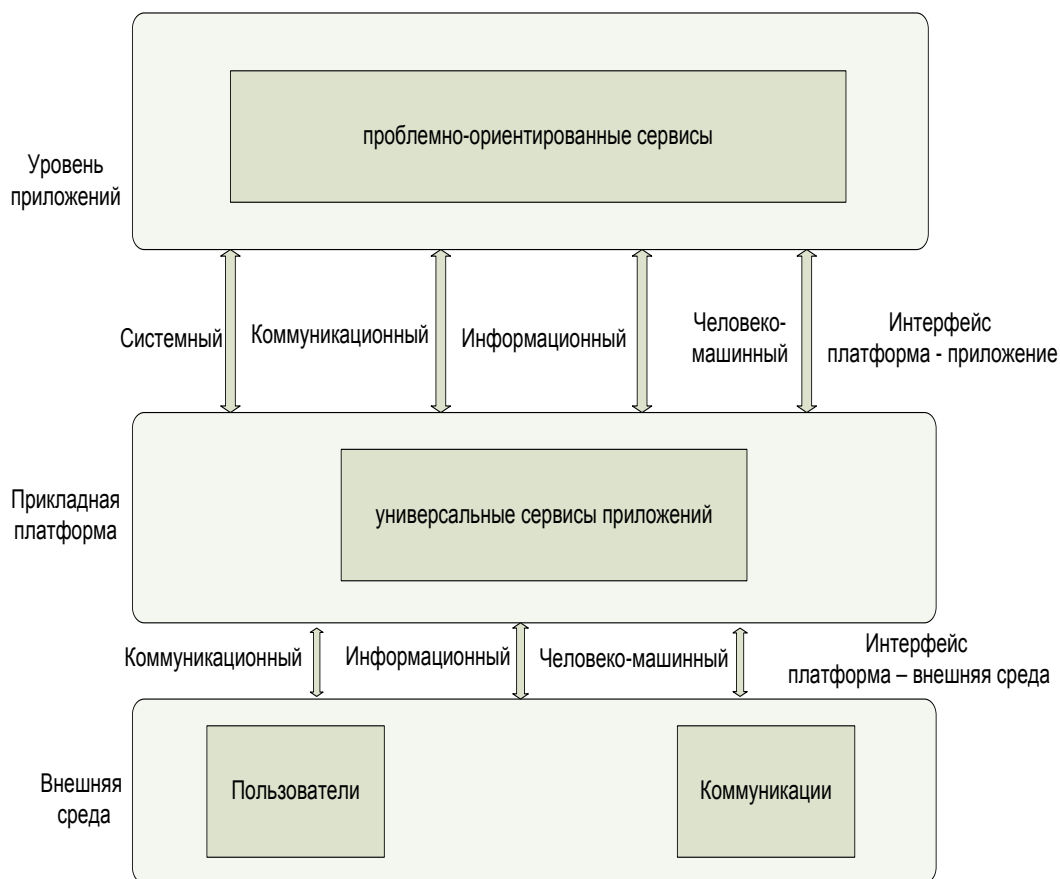 проблемно-ориентированные сервисы
Уровень
приложений
Системный
Коммуникационный
Информационный
Человеко-
машинный
Интерфейс
платформа - приложение
Прикладная
платформа
универсальные сервисы приложений
Коммуникационный
Информационный
Человеко-машинный
Интерфейс
платформа – внешняя среда
Внешняя
среда
Пользователи
Коммуникации